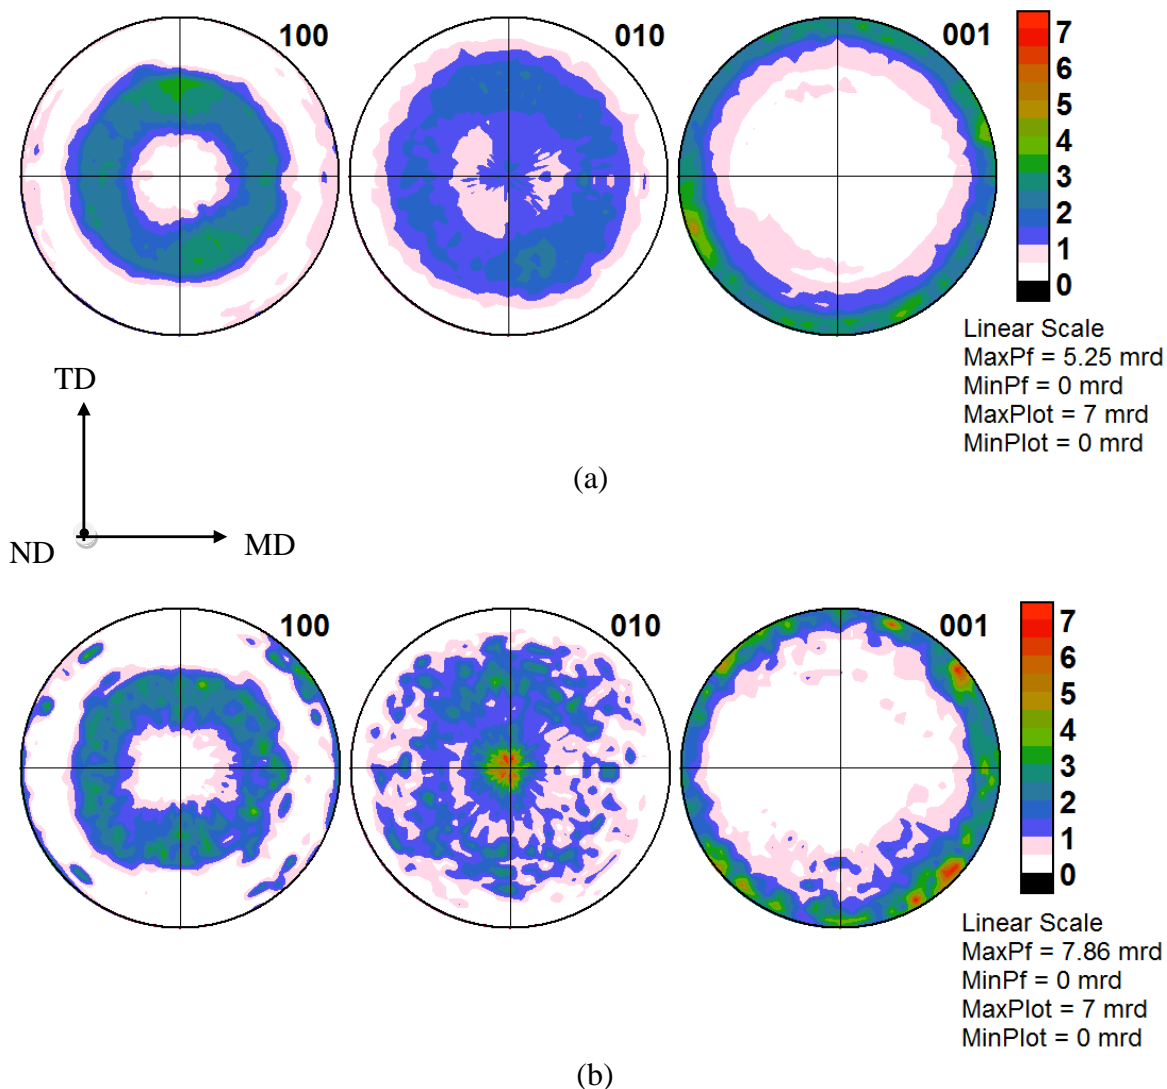 100
010
001
7
6
5
4
3
2
1
0
Linear Scale
MaxPf = 5.25 mrd
MinPf = 0 mrd
MaxPlot = 7 mrd
MinPlot = 0 mrd
TD
(a)
ND
MD
100
010
001
7
6
5
4
3
2
1
0
Linear Scale
MaxPf = 7.86 mrd
MinPf = 0 mrd
MaxPlot = 7 mrd
MinPlot = 0 mrd
(b)